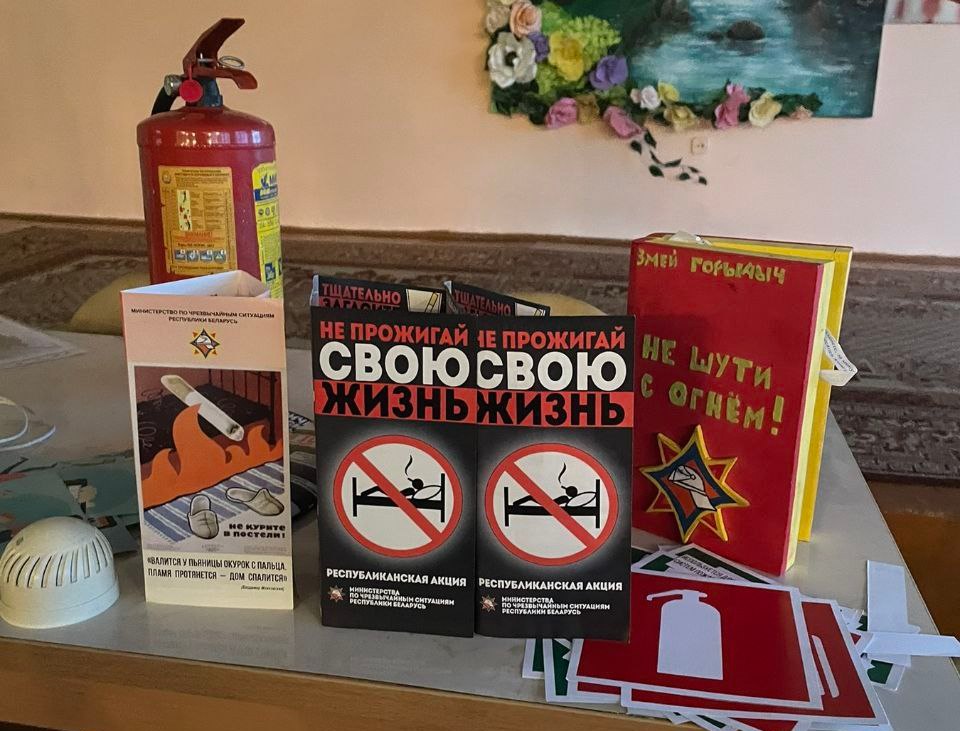 МИНИСТЕРСТВО ПО ЧРЕЗВЫЧАЙНЫМ СИТУАЦИЯМ
РЕСПУБЛИКИ БЕЛАРУСЬ
НЕ КУРИТЕ
В ПОСТЕЛИ!
«ВАЛИТСЯ У ПЬЯНИЦЫ ОКУРОК С ПАЛЬЦА,
ПЛАМЯ ПРОТЯНЕТСЯ – ДОМ СПАЛИТСЯ»
ТЩАТЕЛЬНО
НЕ ПРОЖИГАЙ
СВОЮ
ЖИЗНЬ
РЕСПУБЛИКАНСКАЯ АКЦИЯ
МИНИСТЕРСТВА
ПО ЧРЕЗВЫЧАЙНЫМ СИТУАЦИЯМ
РЕСПУБЛИКИ БЕЛАРУСЬ
ТЩАТЕЛЬНО
НЕ ПРОЖИГАЙ
СВОЮ
ЖИЗНЬ
РЕСПУБЛИКАНСКАЯ АКЦИЯ
МИНИСТЕРСТВА
ПО ЧРЕЗВЫЧАЙНЫМ СИТУАЦИЯМ
РЕСПУБЛИКИ БЕЛАРУСЬ
ЗМЕЙ ГОРЫНЫЧ
НЕ ШУТИ
С ОГНЁМ!